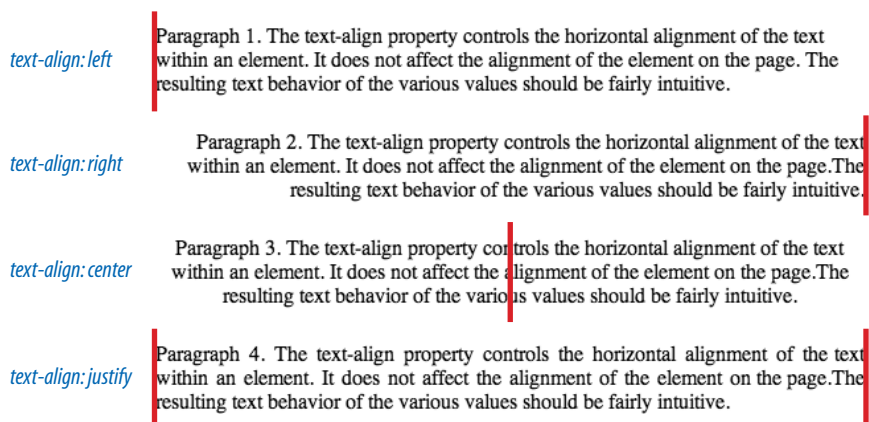 text-align: left
Paragraph 1. The text-align property controls the horizontal alignment of the text
within an element. It does not affect the alignment of the element on the page. The
resulting text behavior of the various values should be fairly intuitive.
text-align: right
Paragraph 2. The text-align property controls the horizontal alignment of the text
within an element. It does not affect the alignment of the element on the page.The
resulting text behavior of the various values should be fairly intuitive.
text-align: center
Paragraph 3. The text-align property controls the horizontal alignment of the text
within an element. It does not affect the alignment of the element on the page.The
resulting text behavior of the various values should be fairly intuitive.
text-align: justify
Paragraph 4. The text-align property controls the horizontal alignment of the text
within an element. It does not affect the alignment of the element on the page.The
resulting text behavior of the various values should be fairly intuitive.